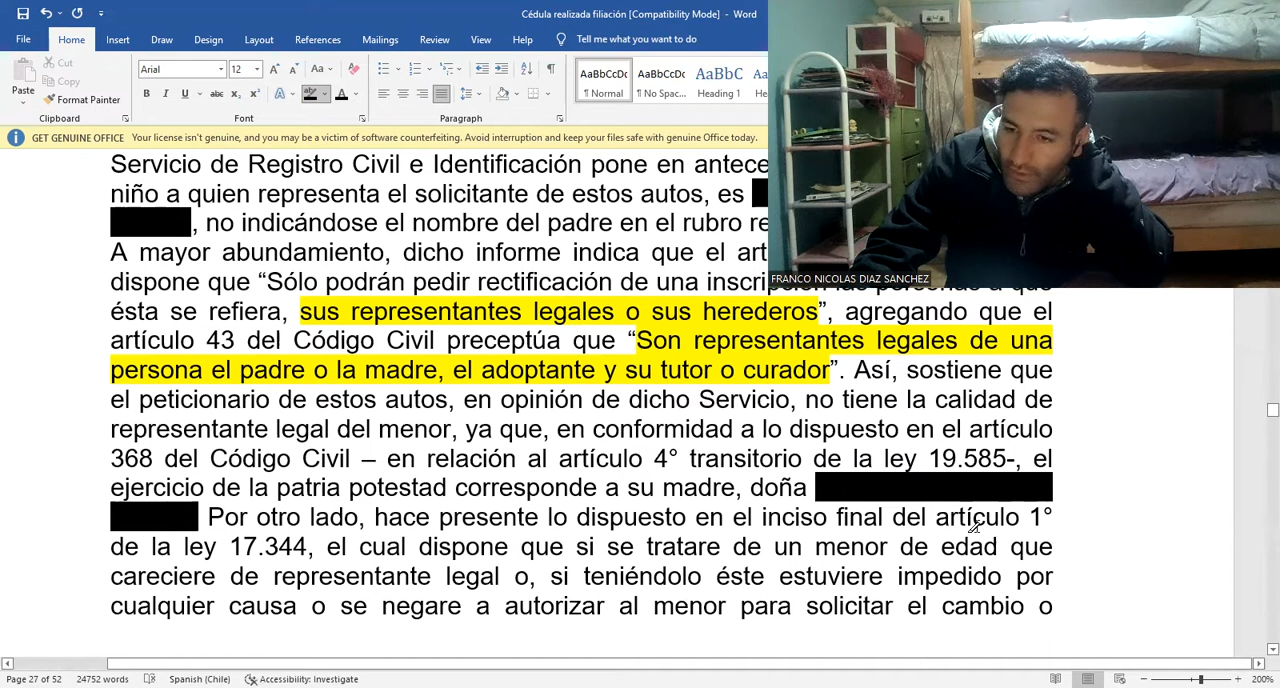 Cédula realizada filiación [Compatibility Mode] - Word
File Home Insert Draw Design Layout References Mailings Review View Help Tell me what you want to do
Paste
Cut
Copy
Format Painter
Clipboard
Arial 12
Font
Paragraph
AaBbCcDc AaBbCcDc AaBbC AaBbCc
¶ Normal ¶ No Spac... Heading 1
GET GENUINE OFFICE Your license isn't genuine, and you may be a victim of software counterfeiting. Avoid interruption and keep your files safe with genuine Office today.
Servicio de Registro Civil e Identificación pone en antece
niño a quien representa el solicitante de estos autos, es
, no indicándose el nombre del padre en el rubro re
A mayor abundamiento, dicho informe indica que el art
dispone que “Sólo podrán pedir rectificación de una inscripción las personas a que
ésta se refiera, sus representantes legales o sus herederos”, agregando que el
artículo 43 del Código Civil preceptúa que “Son representantes legales de una
persona el padre o la madre, el adoptante y su tutor o curador”. Así, sostiene que
el peticionario de estos autos, en opinión de dicho Servicio, no tiene la calidad de
representante legal del menor, ya que, en conformidad a lo dispuesto en el artículo
368 del Código Civil – en relación al artículo 4° transitorio de la ley 19.585-, el
ejercicio de la patria potestad corresponde a su madre, doña
Por otro lado, hace presente lo dispuesto en el inciso final del artículo 1°
de la ley 17.344, el cual dispone que si se tratare de un menor de edad que
careciere de representante legal o, si teniéndolo éste estuviere impedido por
cualquier causa o se negare a autorizar al menor para solicitar el cambio o
FRANCO NICOLAS DIAZ SANCHEZ
Page 27 of 52 24752 words Spanish (Chile) Accessibility: Investigate 200%